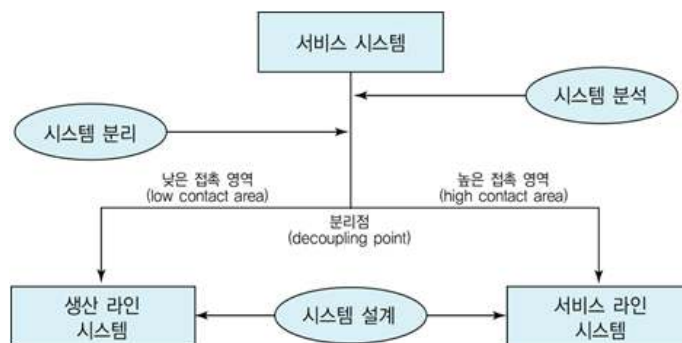 서비스 시스템
시스템 분석
시스템 분리
낮은 접촉 영역
(low contact area)
높은 접촉 영역
(high contact area)
분리점
(decoupling point)
생산 라인
시스템
시스템 설계
서비스 라인
시스템